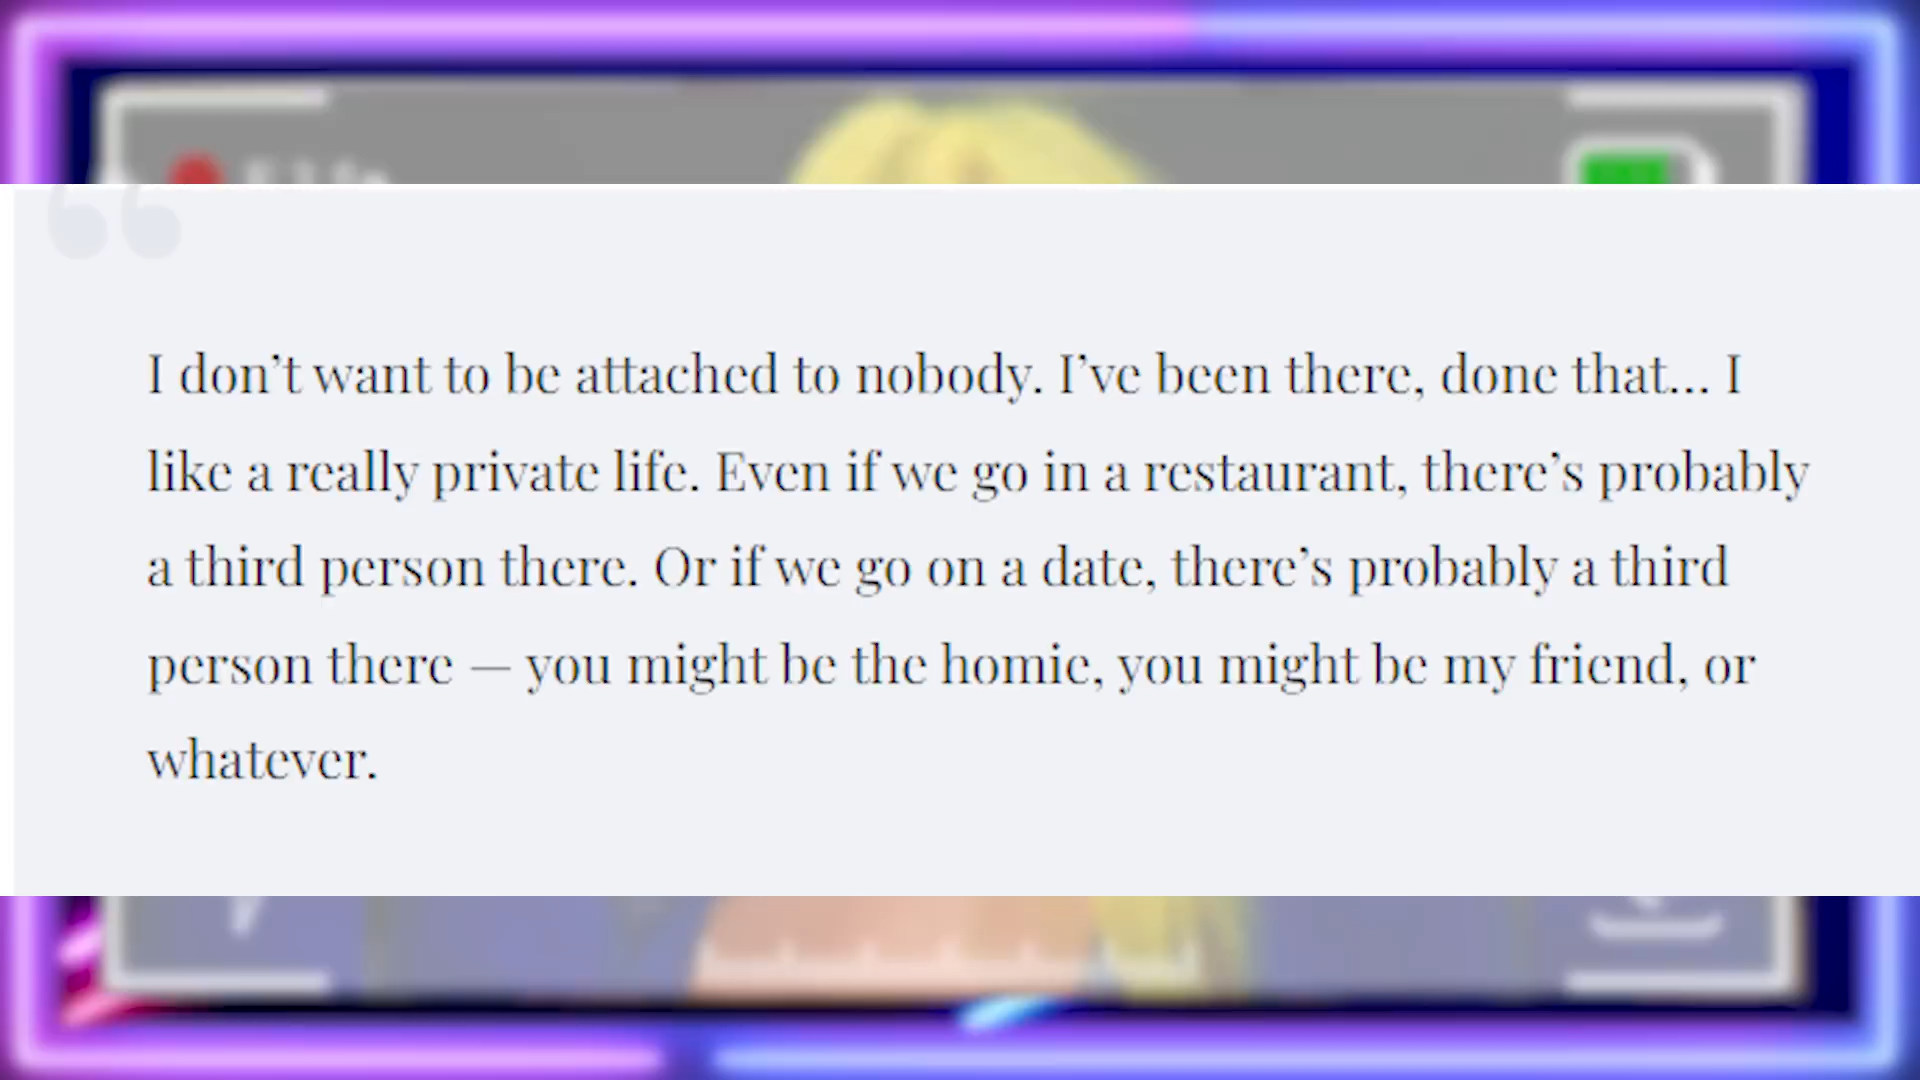 I don’t want to be attached to nobody. I’ve been there, done that... I
like a really private life. Even if we go in a restaurant, there’s probably
a third person there. Or if we go on a date, there’s probably a third
person there — you might be the homie, you might be my friend, or
whatever.